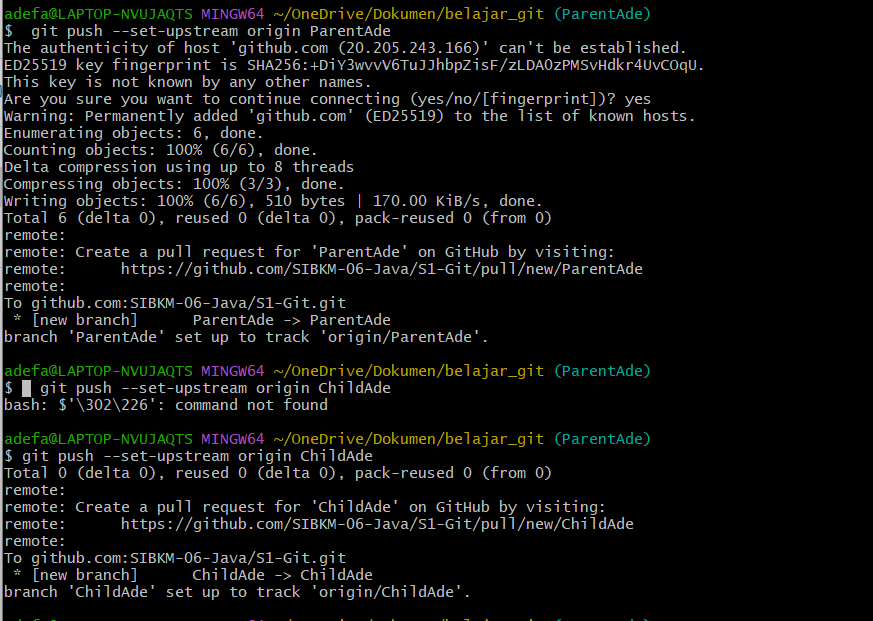 adefa@LAPTOP-NVUJAQTS MINGW64 ~/OneDrive/Dokumen/belajar_git (ParentAde)
$  git push --set-upstream origin ParentAde
The authenticity of host 'github.com (20.205.243.166)' can't be established.
ED25519 key fingerprint is SHA256:+DiY3wvvV6TuJJhbpZisF/zLDA0zPMSvHdkr4UvCOqU.
This key is not known by any other names.
Are you sure you want to continue connecting (yes/no/[fingerprint])? yes
Warning: Permanently added 'github.com' (ED25519) to the list of known hosts.
Enumerating objects: 6, done.
Counting objects: 100% (6/6), done.
Delta compression using up to 8 threads
Compressing objects: 100% (3/3), done.
Writing objects: 100% (6/6), 510 bytes | 170.00 KiB/s, done.
Total 6 (delta 0), reused 0 (delta 0), pack-reused 0 (from 0)
remote:
remote: Create a pull request for 'ParentAde' on GitHub by visiting:
remote:      https://github.com/SIBKM-06-Java/S1-Git/pull/new/ParentAde
remote:
To github.com:SIBKM-06-Java/S1-Git.git
 * [new branch]      ParentAde -> ParentAde
branch 'ParentAde' set up to track 'origin/ParentAde'.
adefa@LAPTOP-NVUJAQTS MINGW64 ~/OneDrive/Dokumen/belajar_git (ParentAde)
$   git push --set-upstream origin ChildAde
bash: $'\302\226': command not found
adefa@LAPTOP-NVUJAQTS MINGW64 ~/OneDrive/Dokumen/belajar_git (ParentAde)
$ git push --set-upstream origin ChildAde
Total 0 (delta 0), reused 0 (delta 0), pack-reused 0 (from 0)
remote:
remote: Create a pull request for 'ChildAde' on GitHub by visiting:
remote:      https://github.com/SIBKM-06-Java/S1-Git/pull/new/ChildAde
remote:
To github.com:SIBKM-06-Java/S1-Git.git
 * [new branch]      ChildAde -> ChildAde
branch 'ChildAde' set up to track 'origin/ChildAde'.